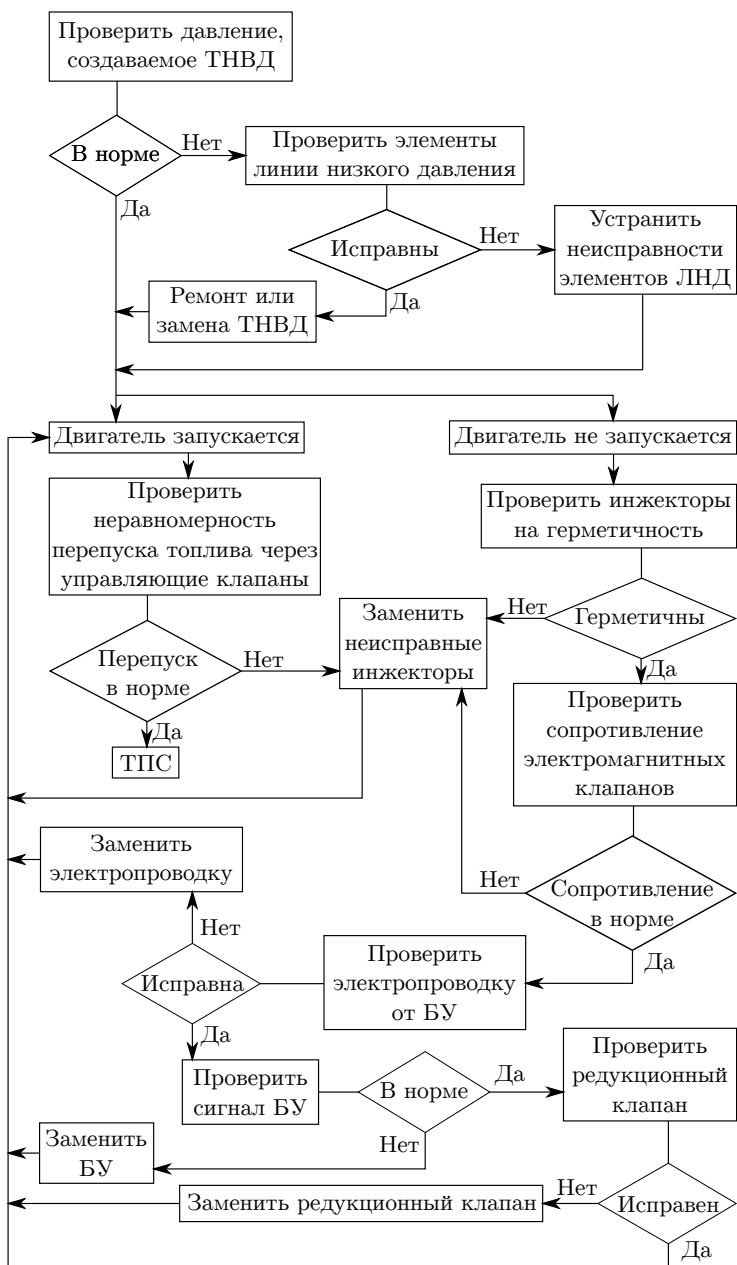 Проверить давление,
создаваемое ТНВД
В норме
Нет
Проверить элементы
линии низкого давления
Да
Исправны
Нет
Устранить
неисправности
элементов ЛНД
Да
Ремонт или
замена ТНВД
Двигатель запускается
Двигатель не запускается
Проверить
неравномерность
перепуска топлива через
управляющие клапаны
Проверить инжекторы
на герметичность
Перепуск
в норме
Нет
Заменить
неисправные
инжекторы
Нет
Герметичны
Да
Да
ТПС
Проверить
сопротивление
электромагнитных
клапанов
Заменить
электропроводку
Нет
Сопротивление
в норме
Да
Нет
Исправна
Проверить
электропроводку
от БУ
Да
Проверить
сигнал БУ
В норме
Да
Проверить
редукционный
клапан
Нет
Заменить
БУ
Заменить редукционный клапан
Нет
Исправен
Да